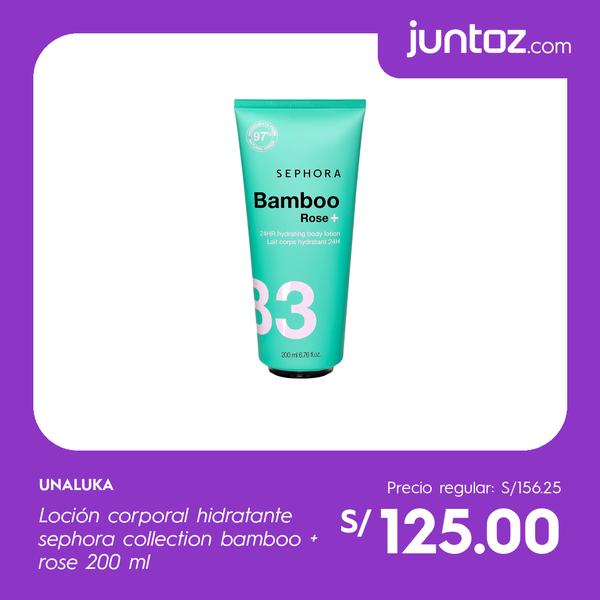 juntoz.com
97%
SEPHORA
Bamboo
Rose +
24HR hydrating body lotion
Lait corps hydratant 24H
33
200 ml 6.76 fl.oz.
UNALUKA
Loción corporal hidratante
sephora collection bamboo +
rose 200 ml
Precio regular: S/156.25
S/125.00